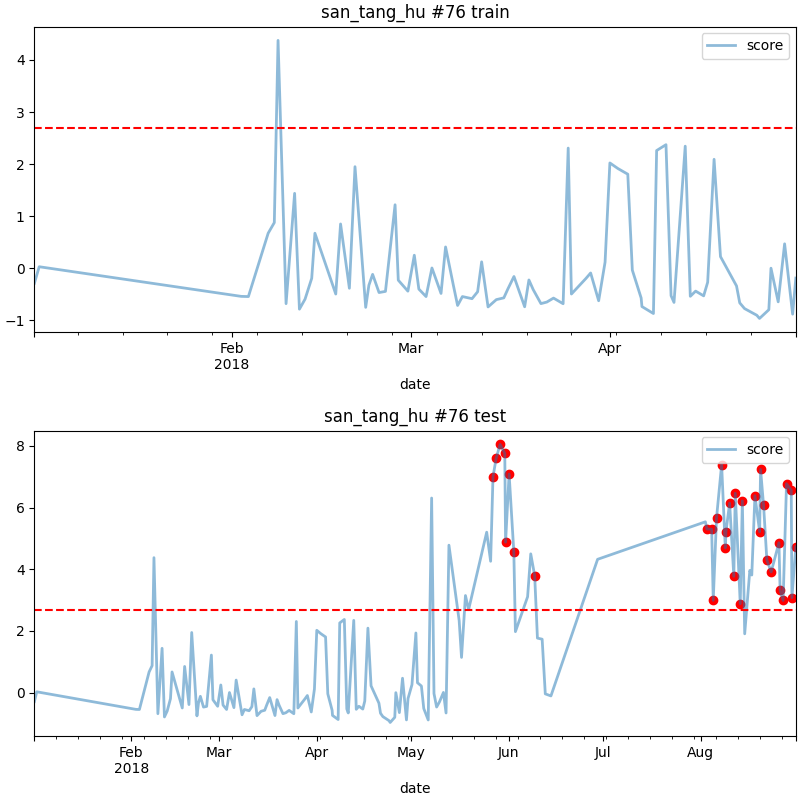 san_tang_hu #76 train
score
4
3
2
1
0
−1
Feb
2018
Mar
Apr
date
san_tang_hu #76 test
score
8
6
4
2
0
Feb
2018
Mar
Apr
May
Jun
Jul
Aug
date